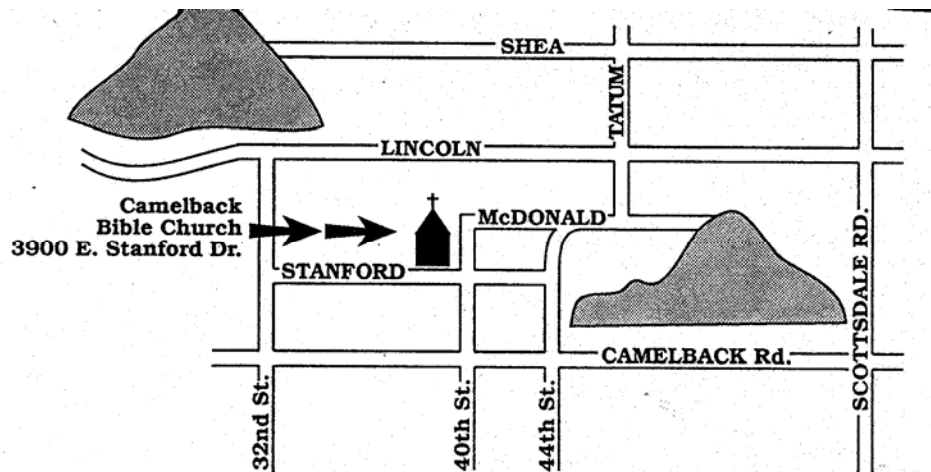 SHEA
TATUM
LINCOLN
Camelback
Bible Church
3900 E. Stanford Dr.
McDONALD
STANFORD
SCOTTSDALE RD.
CAMELBACK Rd.
32nd St.
40th St.
44th St.